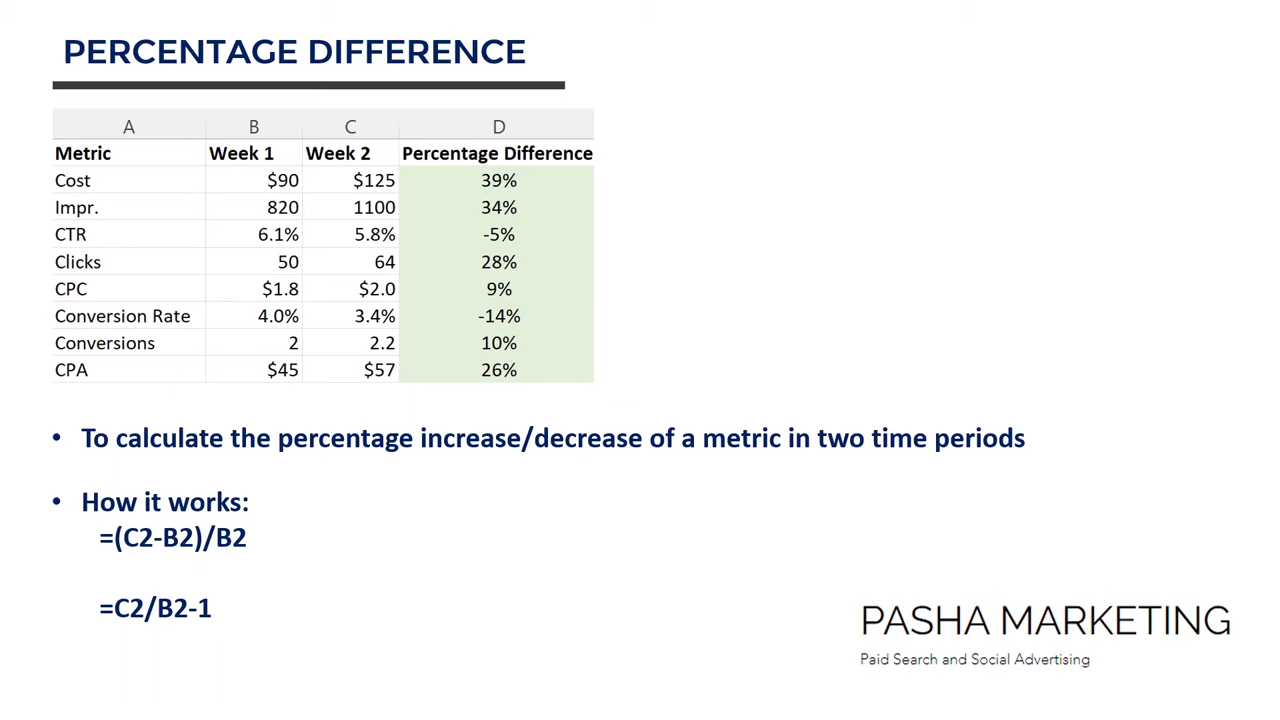 PERCENTAGE DIFFERENCE
A B C D
Metric Week 1 Week 2 Percentage Difference
Cost $90 $125 39%
Impr. 820 1100 34%
CTR 6.1% 5.8% -5%
Clicks 50 64 28%
CPC $1.8 $2.0 9%
Conversion Rate 4.0% 3.4% -14%
Conversions 2 2.2 10%
CPA $45 $57 26%
• To calculate the percentage increase/decrease of a metric in two time periods
• How it works:
=(C2-B2)/B2
=C2/B2-1
PASHA MARKETING
Paid Search and Social Advertising